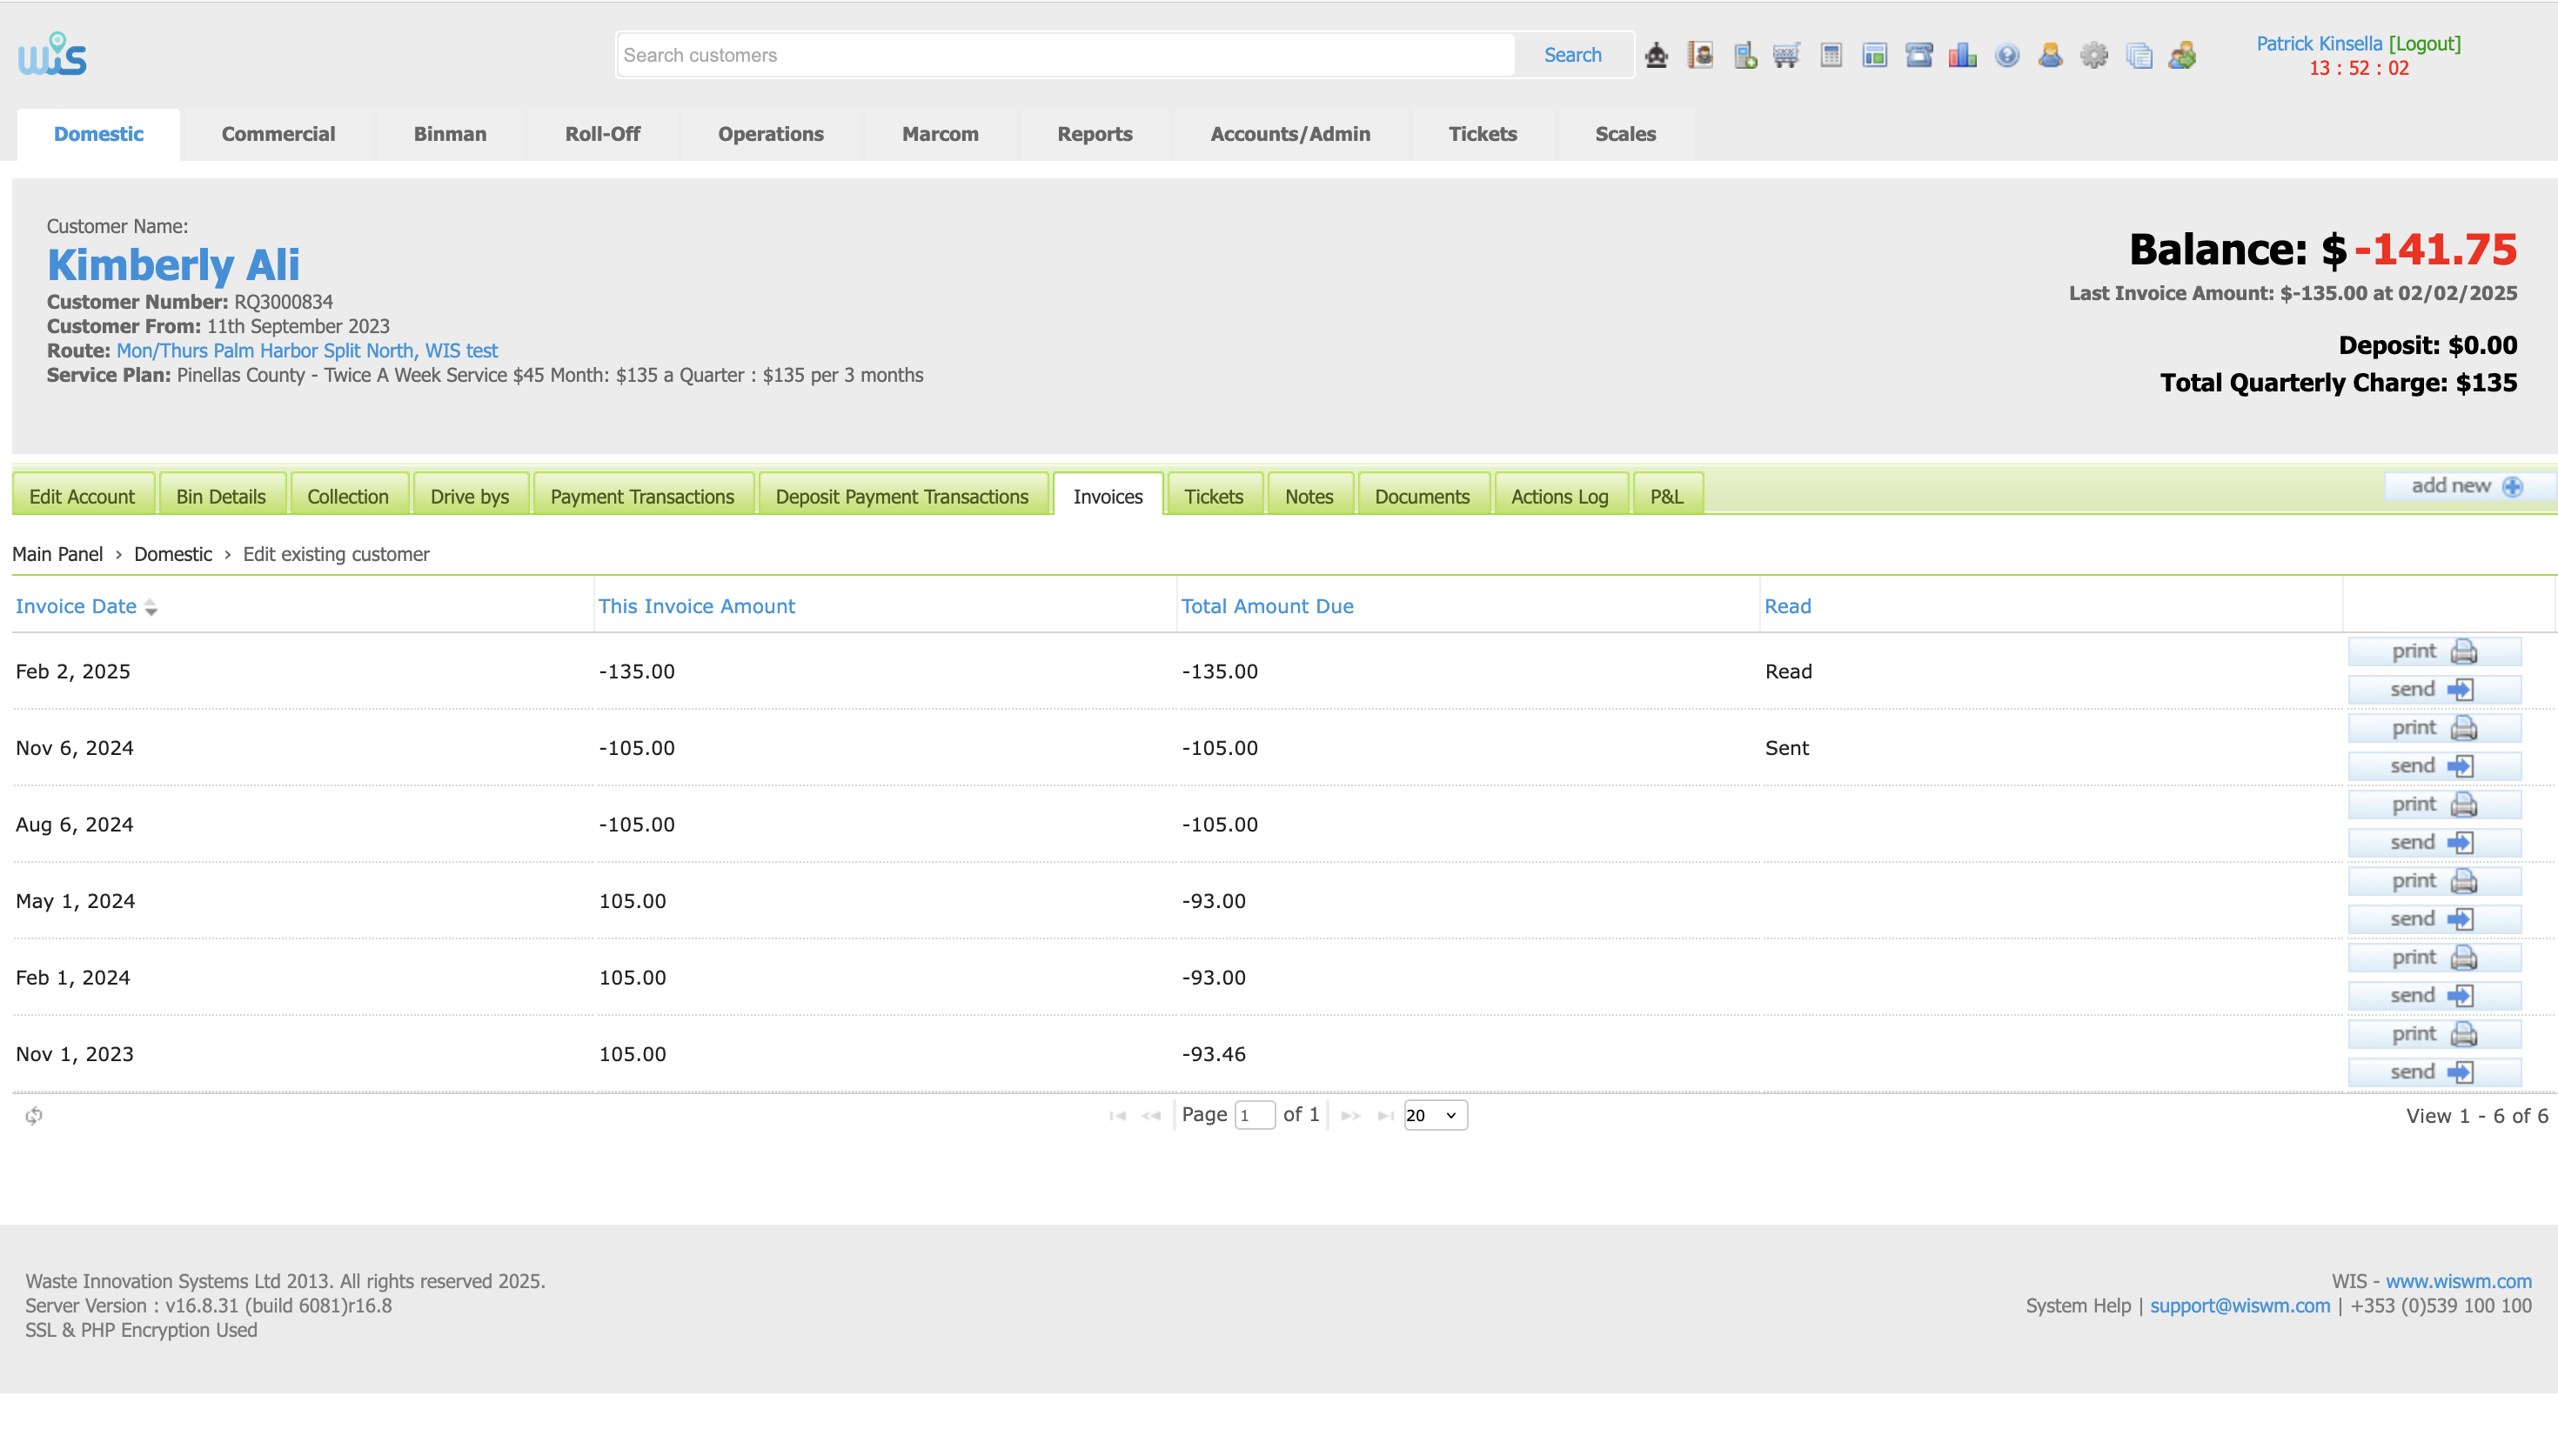 WIS
Search customers
Search
Patrick Kinsella [Logout]
13 : 52 : 02
Domestic
Commercial
Binman
Roll-Off
Operations
Marcom
Reports
Accounts/Admin
Tickets
Scales
Customer Name:
Kimberly Ali
Customer Number: RQ3000834
Customer From: 11th September 2023
Route: Mon/Thurs Palm Harbor Split North, WIS test
Service Plan: Pinellas County - Twice A Week Service $45 Month: $135 a Quarter : $135 per 3 months
Balance: $ -141.75
Last Invoice Amount: $-135.00 at 02/02/2025
Deposit: $0.00
Total Quarterly Charge: $135
Edit Account
Bin Details
Collection
Drive bys
Payment Transactions
Deposit Payment Transactions
Invoices
Tickets
Notes
Documents
Actions Log
P&L
add new
Main Panel › Domestic › Edit existing customer
Invoice Date This Invoice Amount Total Amount Due Read
Feb 2, 2025 -135.00 -135.00 Read print
send
Nov 6, 2024 -105.00 -105.00 Sent print
send
Aug 6, 2024 -105.00 -105.00 print
send
May 1, 2024 105.00 -93.00 print
send
Feb 1, 2024 105.00 -93.00 print
send
Nov 1, 2023 105.00 -93.46 print
send
Page 1 of 1 20
View 1 - 6 of 6
Waste Innovation Systems Ltd 2013. All rights reserved 2025.
Server Version : v16.8.31 (build 6081)r16.8
SSL & PHP Encryption Used
WIS - www.wiswm.com
System Help | support@wiswm.com | +353 (0)539 100 100